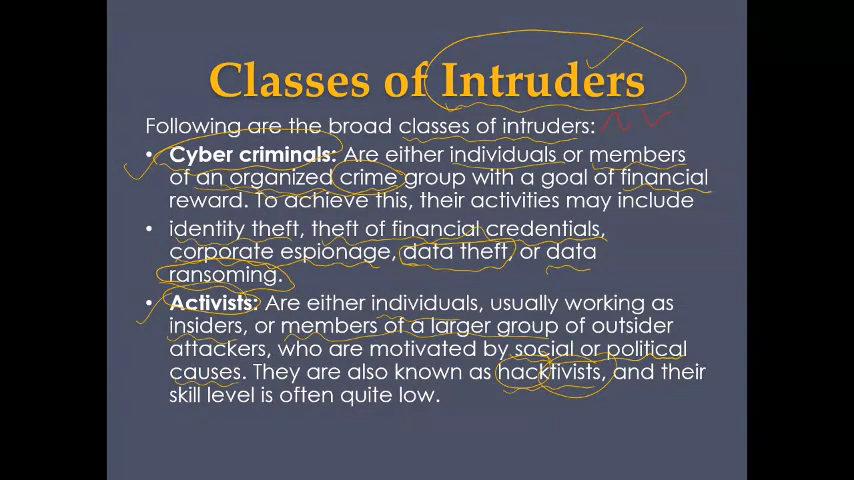 Classes of Intruders
Following are the broad classes of intruders:
• Cyber criminals: Are either individuals or members
of an organized crime group with a goal of financial
reward. To achieve this, their activities may include
• identity theft, theft of financial credentials,
corporate espionage, data theft, or data
ransoming.
• Activists: Are either individuals, usually working as
insiders, or members of a larger group of outsider
attackers, who are motivated by social or political
causes. They are also known as hacktivists, and their
skill level is often quite low.